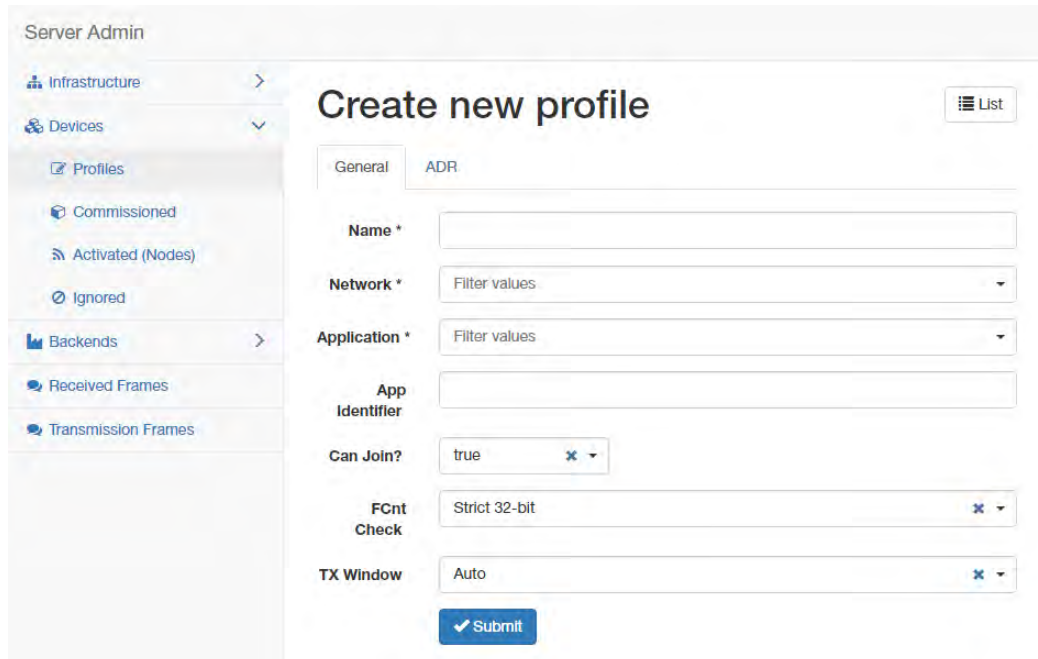 Server Admin
Infrastructure
Devices
Profiles
Commissioned
Activated (Nodes)
Ignored
Backends
Received Frames
Transmission Frames
Create new profile
List
General ADR
Name *
Network * Filter values
Application * Filter values
App
Identifier
Can Join? true
FCnt
Check
Strict 32-bit
TX Window Auto
Submit